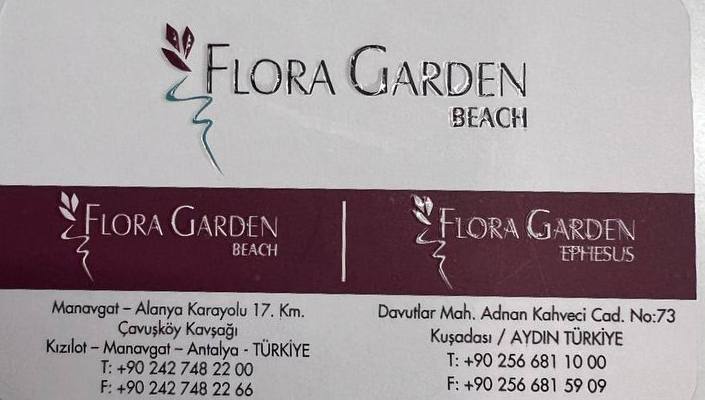 FLORA GARDEN
BEACH
FLORA GARDEN
BEACH
FLORA GARDEN
EPHESUS
Manavgat – Alanya Karayolu 17. Km.
Çavuşköy Kavşağı
Kızılot – Manavgat – Antalya - TÜRKİYE
T: +90 242 748 22 00
F: +90 242 748 22 66
Davutlar Mah. Adnan Kahveci Cad. No:73
Kuşadası / AYDIN TÜRKİYE
T: +90 256 681 10 00
F: +90 256 681 59 09